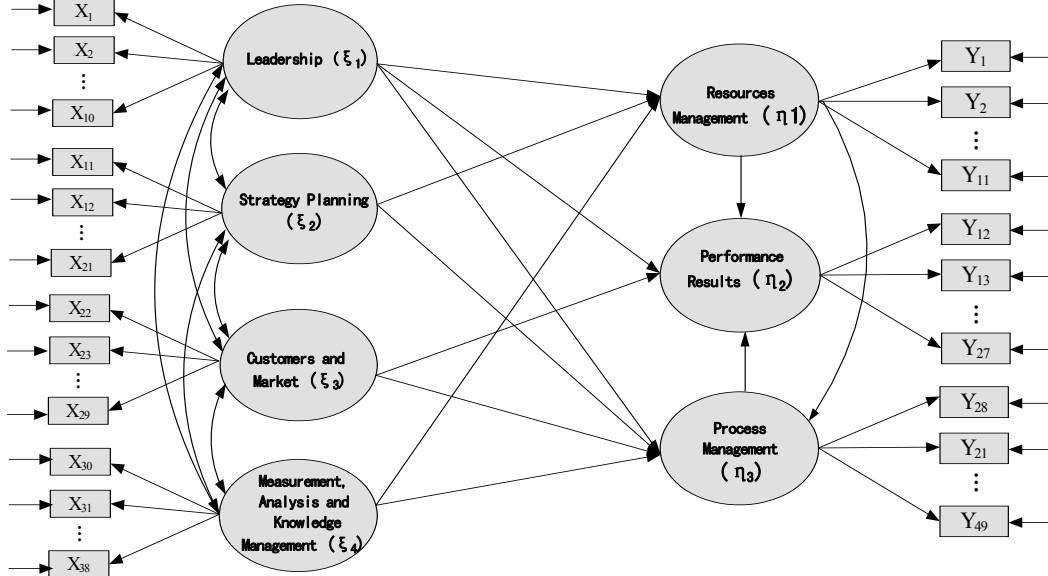 X1
X2
⋮
X10
X11
X12
⋮
X21
X22
X23
⋮
X29
X30
X31
⋮
X38
Leadership (ξ1)
Strategy Planning
(ξ2)
Customers and
Market (ξ3)
Measurement,
Analysis and
Knowledge
Management (ξ4)
Resources
Management (η1)
Performance
Results (η2)
Process
Management
(η3)
Y1
Y2
⋮
Y11
Y12
Y13
⋮
Y27
Y28
Y21
⋮
Y49